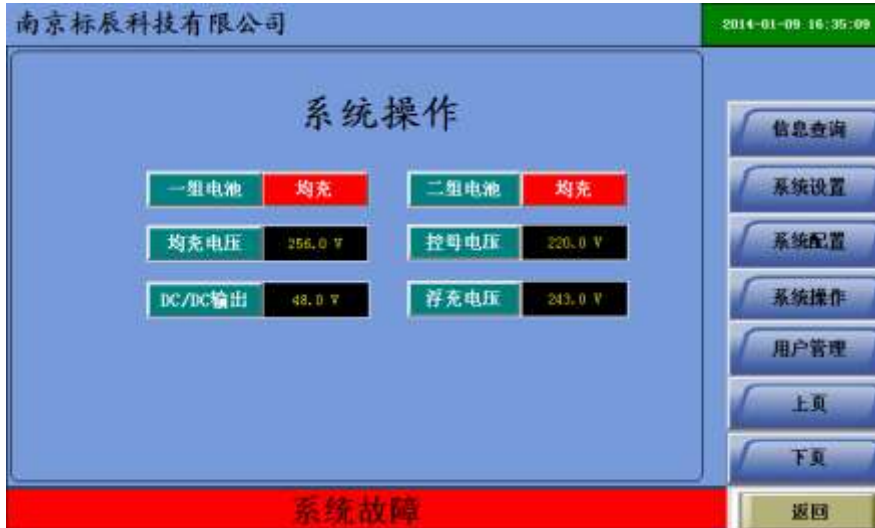 南京标辰科技有限公司
2014-01-09 16:35:09
系统操作
一组电池 均充 二组电池 均充
均充电压 256.0 V 控母电压 220.0 V
DC/DC输出 48.0 V 浮充电压 243.0 V
信息查询
系统设置
系统配置
系统操作
用户管理
上页
下页
系统故障
返回